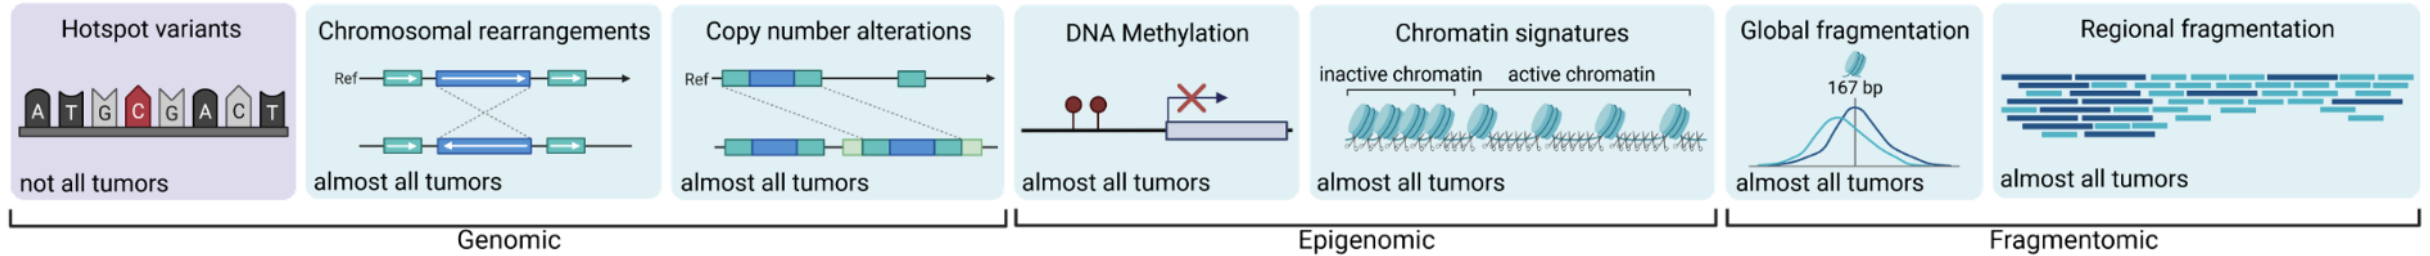 Hotspot variants
A T G C G A C T
not all tumors
Chromosomal rearrangements
Ref
almost all tumors
Copy number alterations
Ref
almost all tumors
Genomic
DNA Methylation
almost all tumors
Chromatin signatures
inactive chromatin
active chromatin
almost all tumors
Epigenomic
Global fragmentation
167 bp
almost all tumors
Regional fragmentation
almost all tumors
Fragmentomic